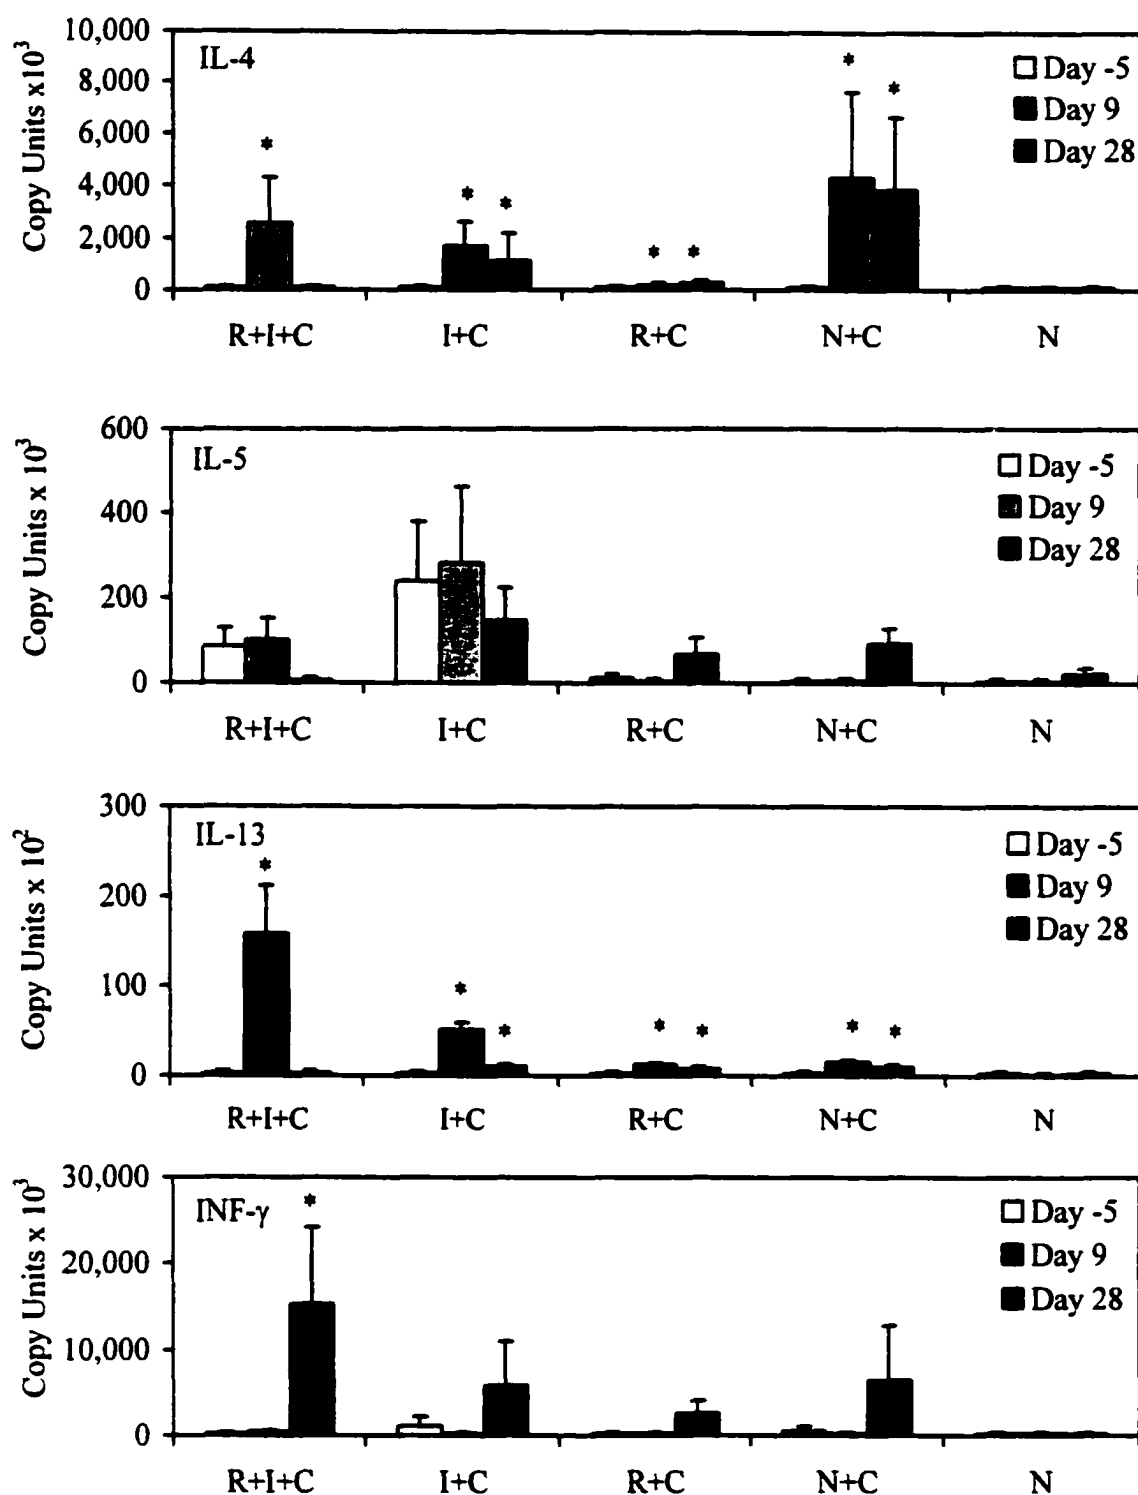 10,000
8,000
6,000
4,000
2,000
0
Copy Units x10³
IL-4
* * * * * * *
Day -5
Day 9
Day 28
R+I+C I+C R+C N+C N
600
400
200
0
Copy Units x 10³
IL-5
Day -5
Day 9
Day 28
R+I+C I+C R+C N+C N
300
200
100
0
Copy Units x 10²
IL-13
* * * * * * *
Day -5
Day 9
Day 28
R+I+C I+C R+C N+C N
30,000
20,000
10,000
0
Copy Units x 10³
INF-γ
*
Day -5
Day 9
Day 28
R+I+C I+C R+C N+C N